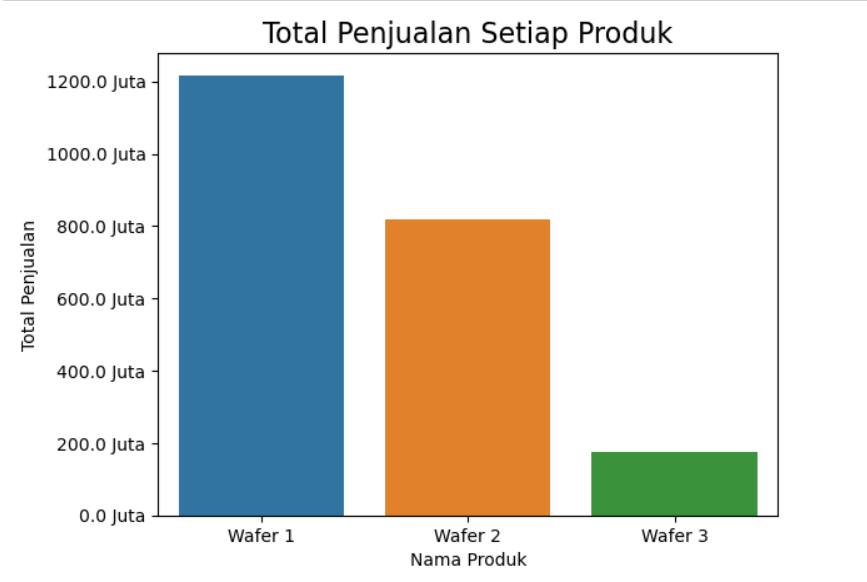 Total Penjualan Setiap Produk
1200.0 Juta
1000.0 Juta
800.0 Juta
600.0 Juta
400.0 Juta
200.0 Juta
0.0 Juta
Total Penjualan
Wafer 1
Wafer 2
Wafer 3
Nama Produk